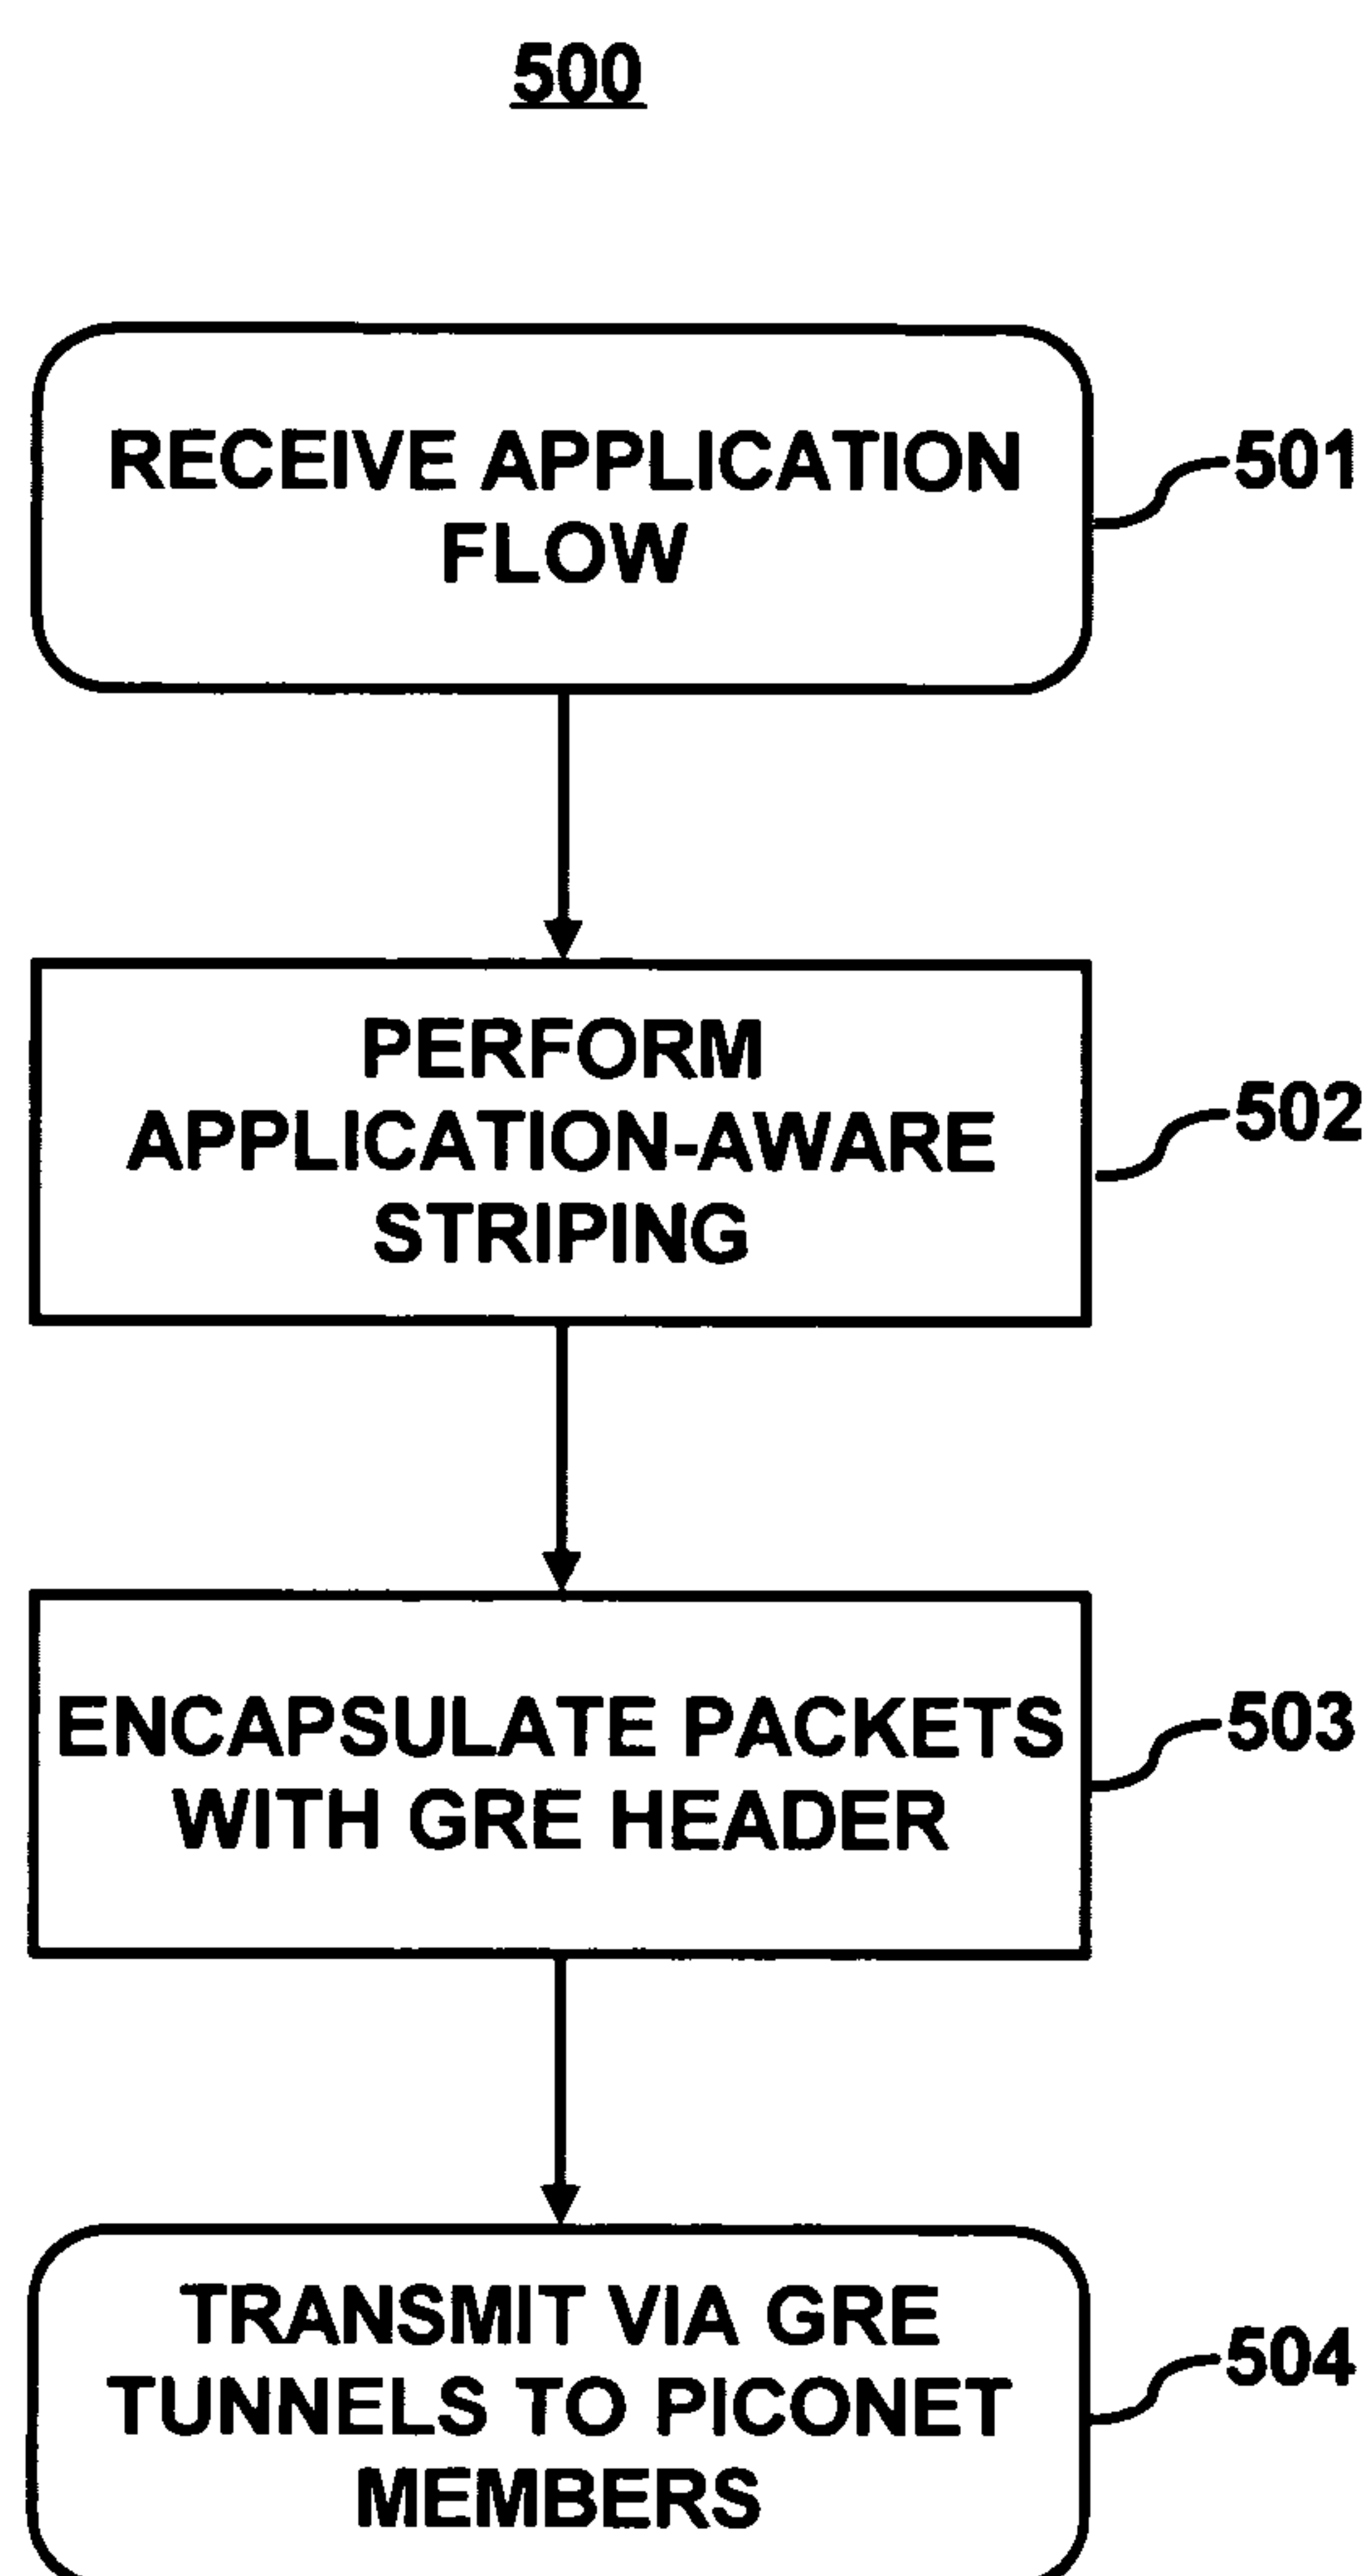 500
RECEIVE APPLICATION
FLOW
501
PERFORM
APPLICATION-AWARE
STRIPING
502
ENCAPSULATE PACKETS
WITH GRE HEADER
503
TRANSMIT VIA GRE
TUNNELS TO PICONET
MEMBERS
504